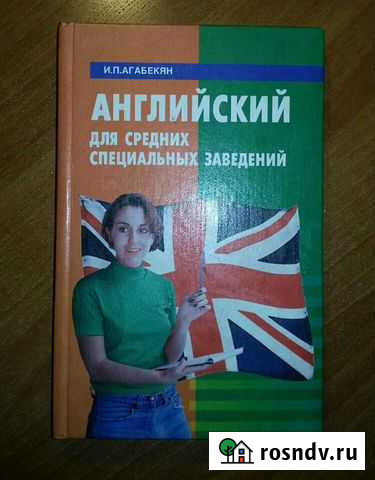 И.П.АГАБЕКЯН
АНГЛИЙСКИЙ
ДЛЯ СРЕДНИХ
СПЕЦИАЛЬНЫХ ЗАВЕДЕНИЙ
rosndv.ru